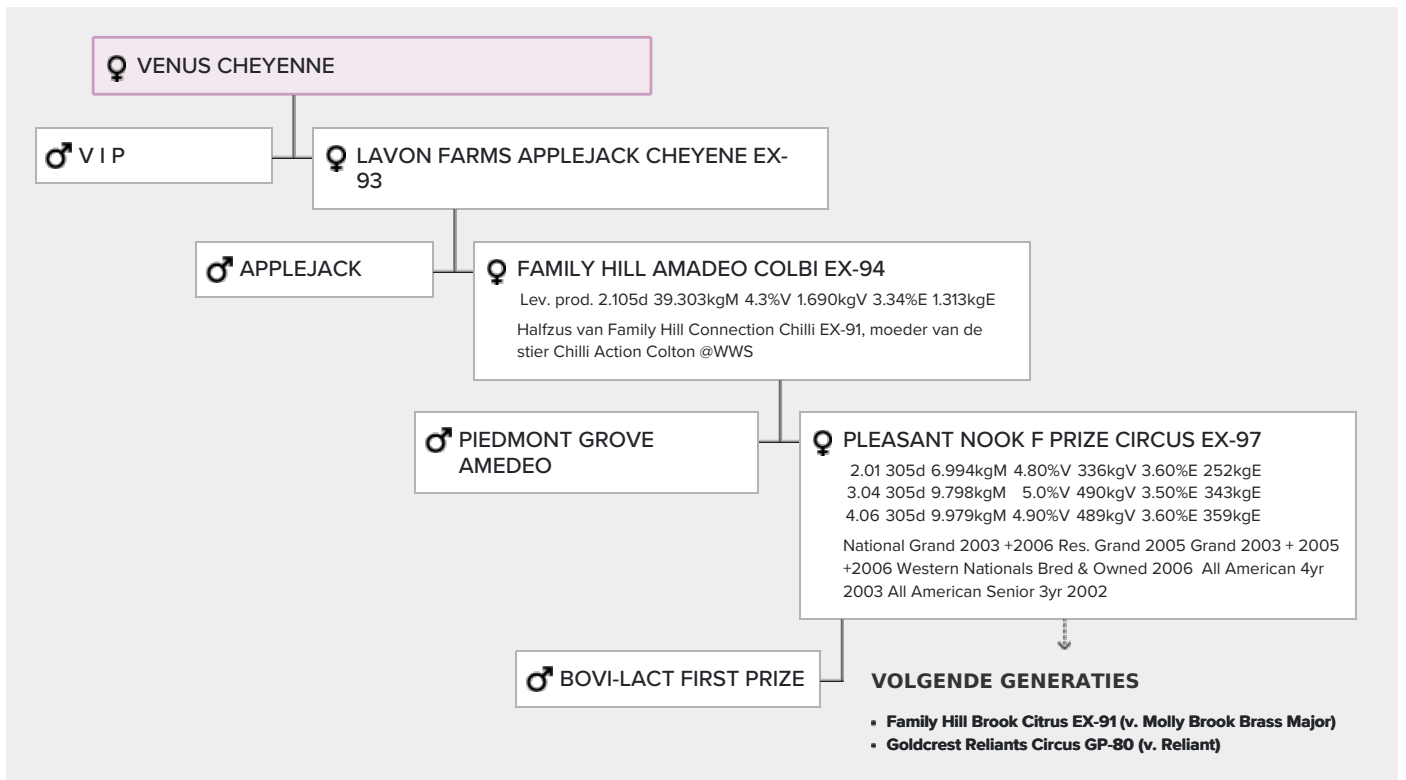 VENUS CHEYENNE
V I P
LAVON FARMS APPLEJACK CHEYENE EX-
93
APPLEJACK
FAMILY HILL AMADEO COLBI EX-94
Lev. prod. 2.105d 39.303kgM 4.3%V 1.690kgV 3.34%E 1.313kgE
Halfzus van Family Hill Connection Chilli EX-91, moeder van de
stier Chilli Action Colton @WWS
PIEDMONT GROVE
AMEDEO
PLEASANT NOOK F PRIZE CIRCUS EX-97
2.01 305d 6.994kgM 4.80%V 336kgV 3.60%E 252kgE
3.04 305d 9.798kgM 5.0%V 490kgV 3.50%E 343kgE
4.06 305d 9.979kgM 4.90%V 489kgV 3.60%E 359kgE
National Grand 2003 +2006 Res. Grand 2005 Grand 2003 + 2005
+2006 Western Nationals Bred & Owned 2006 All American 4yr
2003 All American Senior 3yr 2002
BOVI-LACT FIRST PRIZE
VOLGENDE GENERATIES
• Family Hill Brook Citrus EX-91 (v. Molly Brook Brass Major)
• Goldcrest Reliants Circus GP-80 (v. Reliant)